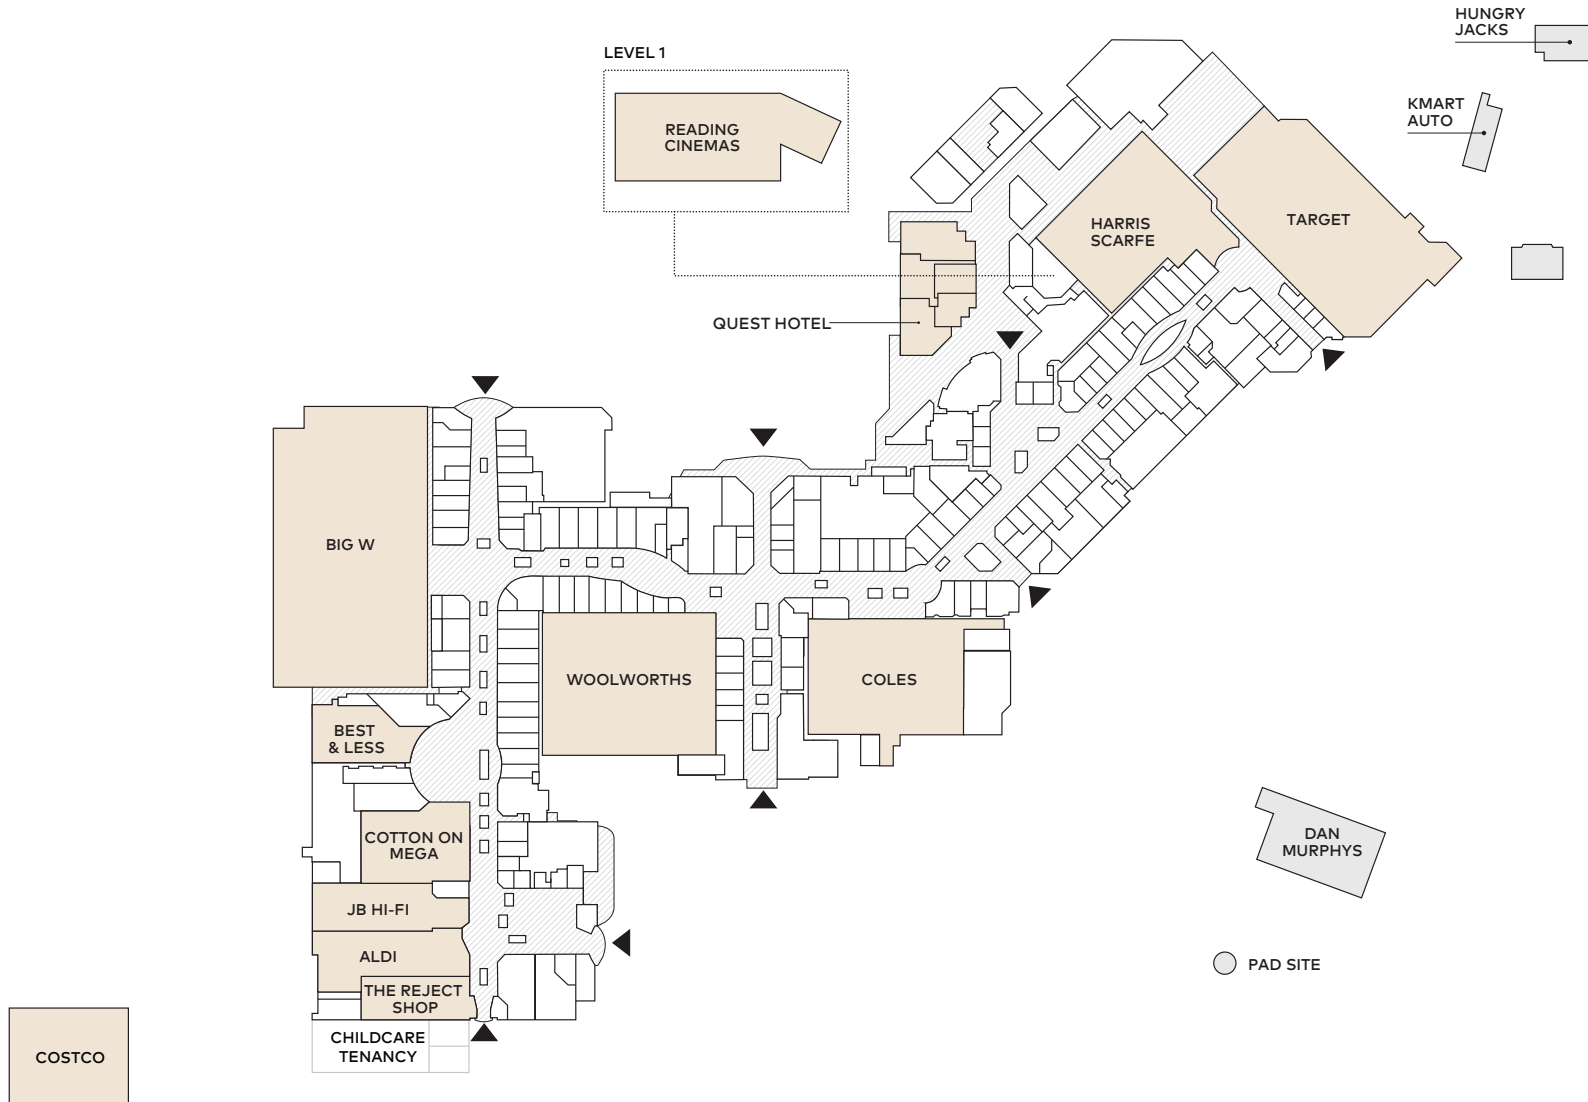 HUNGRY
JACKS
LEVEL 1
KMART
AUTO
READING
CINEMAS
HARRIS
SCARFE
TARGET
QUEST HOTEL
BIG W
WOOLWORTHS
COLES
BEST
& LESS
COTTON ON
MEGA
DAN
MURPHYS
JB HI-FI
ALDI
PAD SITE
THE REJECT
SHOP
CHILDCARE
TENANCY
COSTCO